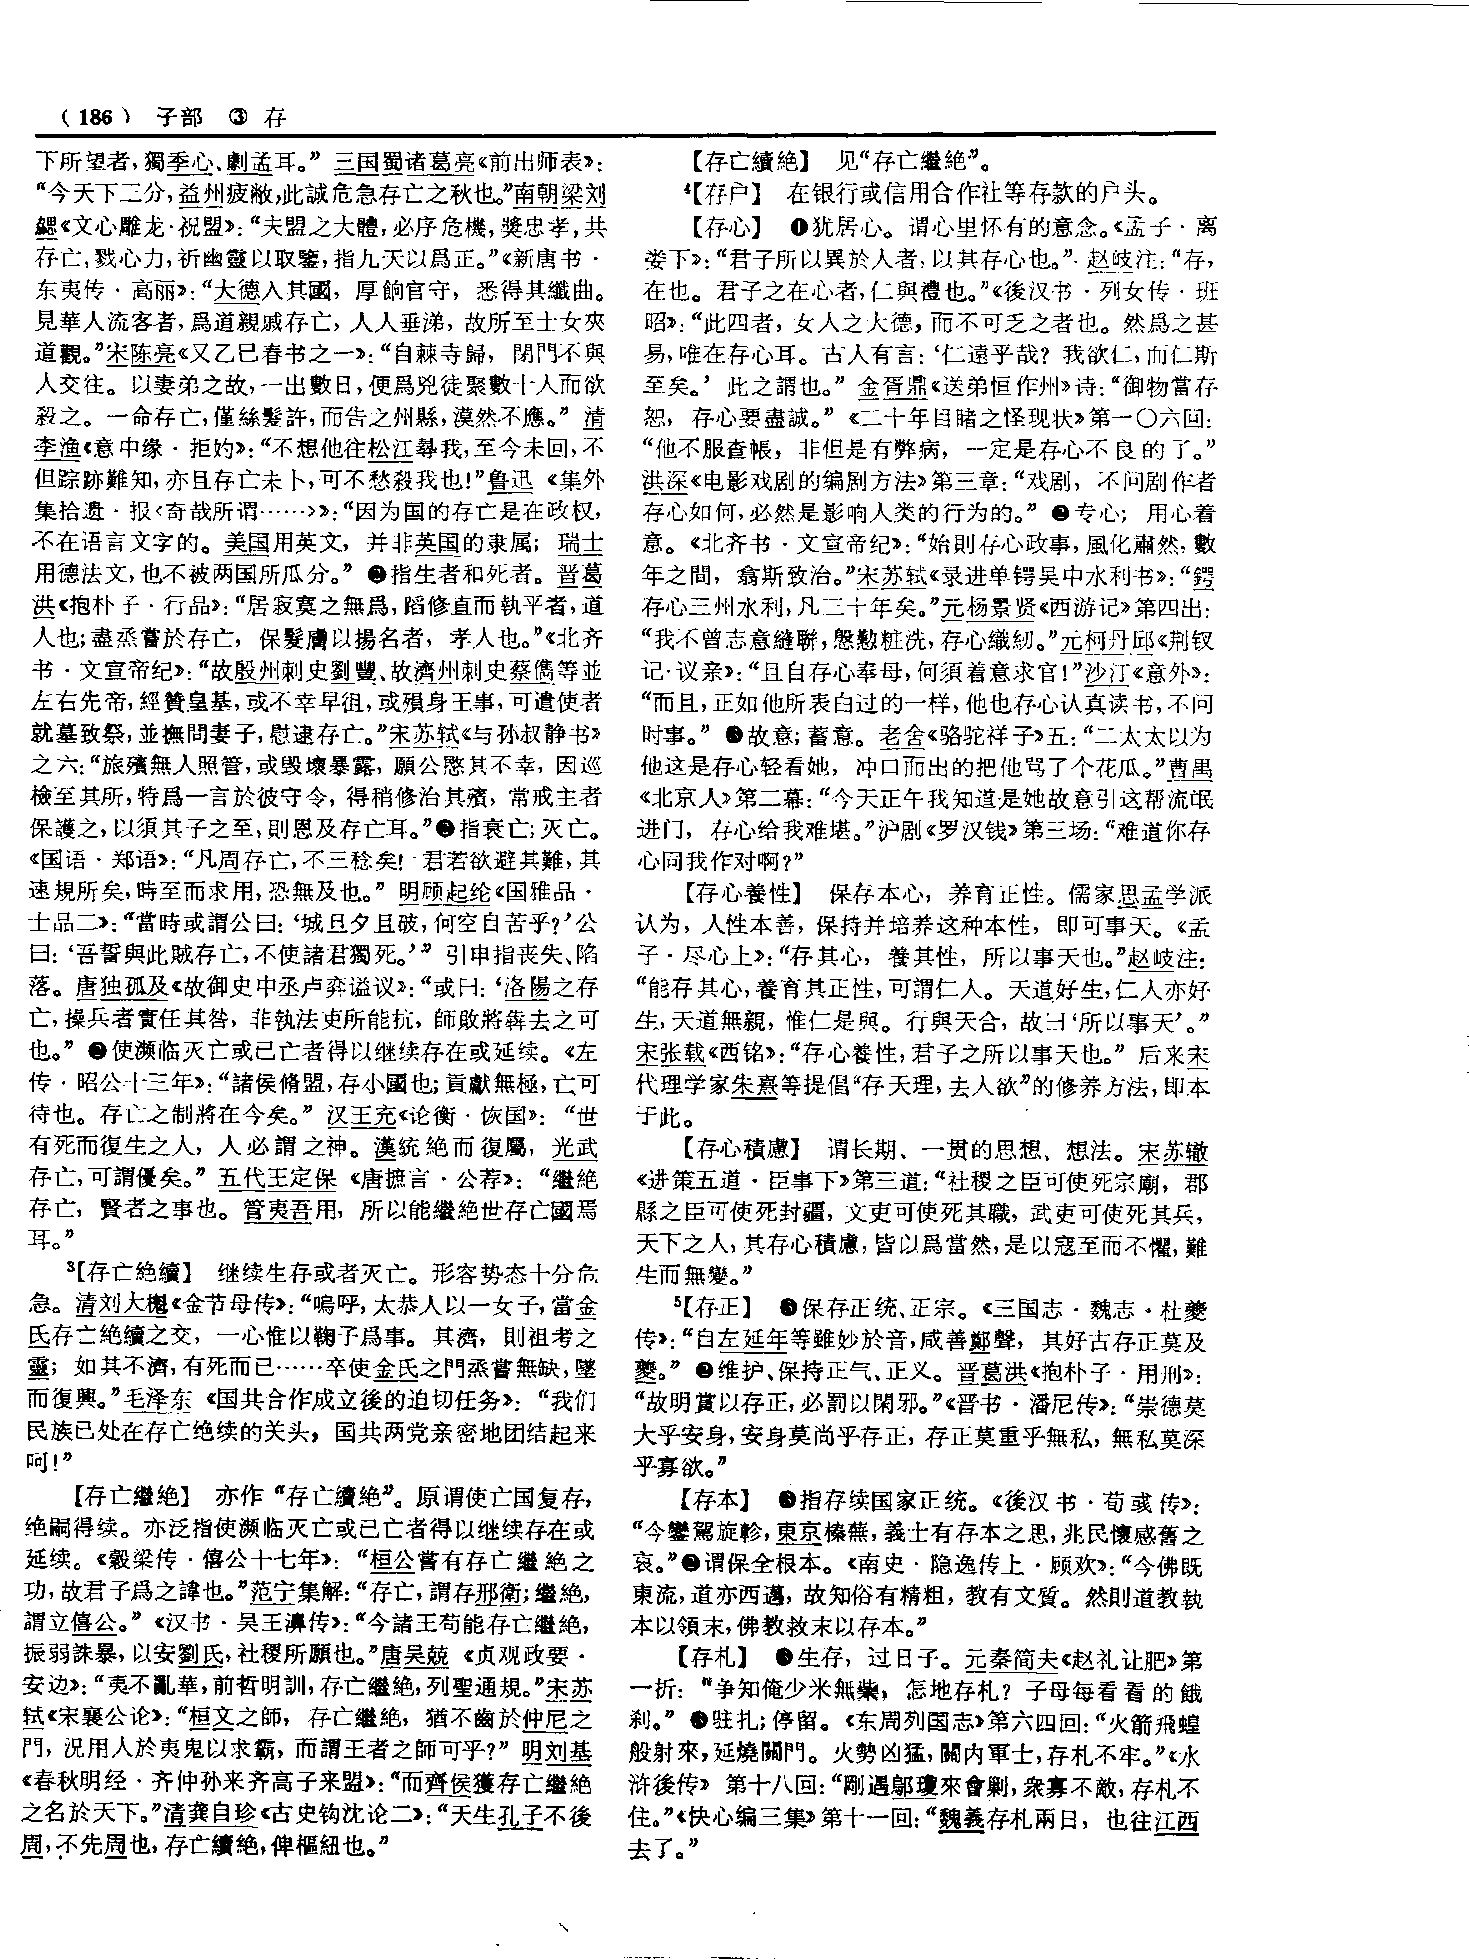 （186） 子部 ③ 存
下所望者，獨季心、劇孟耳。”三国蜀诸葛亮《前出师表》：
“今天下三分，益州疲敝，此誠危急存亡之秋也。”南朝梁刘
勰《文心雕龙·祝盟》：“夫盟之大體，必序危機，獎忠孝，共
存亡，戮心力，祈幽靈以取鑒，指九天以爲正。”《新唐书·
东夷传·高丽》：“大德入其國，厚餉官守，悉得其纖曲。
見華人流客者，爲道親戚存亡，人人垂涕，故所至士女夾
道觀。”宋陈亮《又乙巳春书之一》：“自棘寺歸，閉門不與
人交往。以妻弟之故，一出數日，便爲兇徒聚數十人而欲
殺之。一命存亡，僅絲髮許，而告之州縣，漠然不應。”清
李渔《意中缘·拒妁》：“不想他往松江尋我，至今未回，不
但踪跡難知，亦且存亡未卜，可不愁殺我也！”鲁迅《集外
集拾遗·报〈奇哉所谓……〉》：“因为国的存亡是在政权，
不在语言文字的。美国用英文，并非英国的隶属；瑞士
用德法文，也不被两国所瓜分。”❷指生者和死者。晋葛
洪《抱朴子·行品》：“居寂寞之無爲，蹈修直而執平者，道
人也；盡烝嘗於存亡，保髮膚以揚名者，孝人也。”《北齐
书·文宣帝纪》：“故殷州刺史劉豐、故濟州刺史蔡儁等並
左右先帝，經贊皇基，或不幸早徂，或殞身王事，可遣使者
就墓致祭，並撫問妻子，慰逮存亡。”宋苏轼《与孙叔静书》
之六：“旅殯無人照管，或毁壞暴露，願公愍其不幸，因巡
檢至其所，特爲一言於彼守令，得稍修治其殯，常戒主者
保護之，以須其子之至，則恩及存亡耳。”❸指衰亡；灭亡。
《国语·郑语》：“凡周存亡，不三稔矣！君若欲避其難，其
速規所矣，時至而求用，恐無及也。”明顾起纶《国雅品·
士品二》：“當時或謂公曰：‘城旦夕且破，何空自苦乎？’公
曰：‘吾誓與此賊存亡，不使諸君獨死。’”引申指丧失、陷
落。唐独孤及《故御史中丞卢弈谥议》：“或曰：‘洛陽之存
亡，操兵者實任其咎，非執法吏所能抗，師敗將犇去之可
也。”❹使濒临灭亡或已亡者得以继续存在或延续。《左
传·昭公十三年》：“諸侯脩盟，存小國也；貢獻無極，亡可
待也。存亡之制將在今矣。”汉王充《论衡·恢国》：“世
有死而復生之人，人必謂之神。漢統絶而復屬，光武
存亡，可謂優矣。”五代王定保《唐摭言·公荐》：“繼絶
存亡，賢者之事也。管夷吾用，所以能繼絶世存亡國焉
耳。”
³【存亡絶續】 继续生存或者灭亡。形容势态十分危
急。清刘大櫆《金节母传》：“嗚呼，太恭人以一女子，當金
氏存亡絶續之交，一心惟以鞠子爲事。其濟，則祖考之
靈；如其不濟，有死而已……卒使金氏之門烝嘗無缺，墜
而復興。”毛泽东《国共合作成立後的迫切任务》：“我们
民族已处在存亡绝续的关头，国共两党亲密地团结起来
呵！”
【存亡繼絶】 亦作“存亡續絶”。原谓使亡国复存，
绝嗣得续。亦泛指使濒临灭亡或已亡者得以继续存在或
延续。《穀梁传·僖公十七年》：“桓公嘗有存亡繼絶之
功，故君子爲之諱也。”范宁集解：“存亡，謂存邢衛；繼絶，
謂立僖公。”《汉书·吴王濞传》：“今諸王苟能存亡繼絶，
振弱誅暴，以安劉氏，社稷所願也。”唐吴兢《贞观政要·
安边》：“夷不亂華，前哲明訓，存亡繼絶，列聖通規。”宋苏
轼《宋襄公论》：“桓文之師，存亡繼絶，猶不齒於仲尼之
門，況用人於夷鬼以求霸，而謂王者之師可乎？”明刘基
《春秋明经·齐仲孙来齐高子来盟》：“而齊侯獲存亡繼絶
之名於天下。”清龚自珍《古史钩沈论二》：“天生孔子不後
周，不先周也，存亡續絶，俾樞紐也。”
【存亡續絶】 见“存亡繼絶”。
⁴【存户】 在银行或信用合作社等存款的户头。
【存心】 ❶犹居心。谓心里怀有的意念。《孟子·离
娄下》：“君子所以異於人者，以其存心也。”赵岐注：“存，
在也。君子之在心者，仁與禮也。”《後汉书·列女传·班
昭》：“此四者，女人之大德，而不可乏之者也。然爲之甚
易，唯在存心耳。古人有言：‘仁遠乎哉？我欲仁，而仁斯
至矣。’此之謂也。”金胥鼎《送弟恒作州》诗：“御物當存
恕，存心要盡誠。”《二十年目睹之怪现状》第一〇六回：
“他不服查帳，非但是有弊病，一定是存心不良的了。”
洪深《电影戏剧的编剧方法》第三章：“戏剧，不问剧作者
存心如何，必然是影响人类的行为的。”❷专心；用心着
意。《北齐书·文宣帝纪》：“始則存心政事，風化肅然，數
年之間，翕斯致治。”宋苏轼《录进单锷吴中水利书》：“鍔
存心三州水利，凡三十年矣。”元杨景贤《西游记》第四出：
“我不曾志意縫聯，慇懃粧洗，存心織紉。”元柯丹邱《荆钗
记·议亲》：“且自存心奉母，何須着意求官！”沙汀《意外》：
“而且，正如他所表白过的一样，他也存心认真读书，不问
时事。”❸故意；蓄意。老舍《骆驼祥子》五：“二太太以为
他这是存心轻看她，冲口而出的把他骂了个花瓜。”曹禺
《北京人》第二幕：“今天正午我知道是她故意引这帮流氓
进门，存心给我难堪。”沪剧《罗汉钱》第三场：“难道你存
心同我作对啊？”
【存心養性】 保存本心，养育正性。儒家思孟学派
认为，人性本善，保持并培养这种本性，即可事天。《孟
子·尽心上》：“存其心，養其性，所以事天也。”赵岐注：
“能存其心，養育其正性，可謂仁人。天道好生，仁人亦好
生，天道無親，惟仁是與。行與天合，故曰‘所以事天’。”
宋张载《西铭》：“存心養性，君子之所以事天也。”后来宋
代理学家朱熹等提倡“存天理，去人欲”的修养方法，即本
于此。
【存心積慮】 谓长期、一贯的思想、想法。宋苏辙
《进策五道·臣事下》第三道：“社稷之臣可使死宗廟，郡
縣之臣可使死封疆，文吏可使死其職，武吏可使死其兵，
天下之人，其存心積慮，皆以爲當然，是以寇至而不懼，難
生而無變。”
⁵【存正】 ❶保存正统、正宗。《三国志·魏志·杜夔
传》：“自左延年等雖妙於音，咸善鄭聲，其好古存正莫及
夔。”❷维护、保持正气、正义。晋葛洪《抱朴子·用刑》：
“故明賞以存正，必罰以閑邪。”《晋书·潘尼传》：“崇德莫
大乎安身，安身莫尚乎存正，存正莫重乎無私，無私莫深
乎寡欲。”
【存本】 ❶指存续国家正统。《後汉书·荀彧传》：
“今鑾駕旋軫，東京榛蕪，義士有存本之思，兆民懷感舊之
哀。”❷谓保全根本。《南史·隐逸传上·顾欢》：“今佛既
東流，道亦西邁，故知俗有精粗，教有文質。然則道教執
本以領末，佛教救末以存本。”
【存札】 ❶生存，过日子。元秦简夫《赵礼让肥》第
一折：“争知俺少米無柴，怎地存札？子母每看看的餓
刹。”❷驻扎；停留。《东周列国志》第六四回：“火箭飛蝗
般射來，延燒關門。火勢凶猛，關内軍士，存札不牢。”《水
浒後传》第十八回：“剛遇鄔瓊來會剿，衆寡不敵，存札不
住。”《快心编三集》第十一回：“魏義存札兩日，也往江西
去了。”